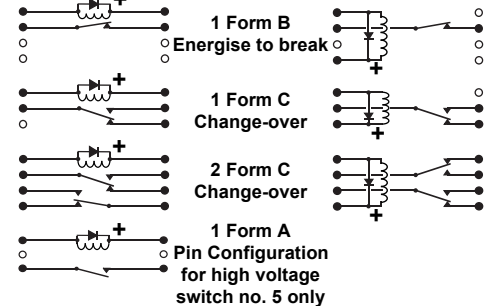 1 Form B
Energise to break
1 Form C
Change-over
2 Form C
Change-over
1 Form A
Pin Configuration
for high voltage
switch no. 5 only
+
+
+
+
+
+
+